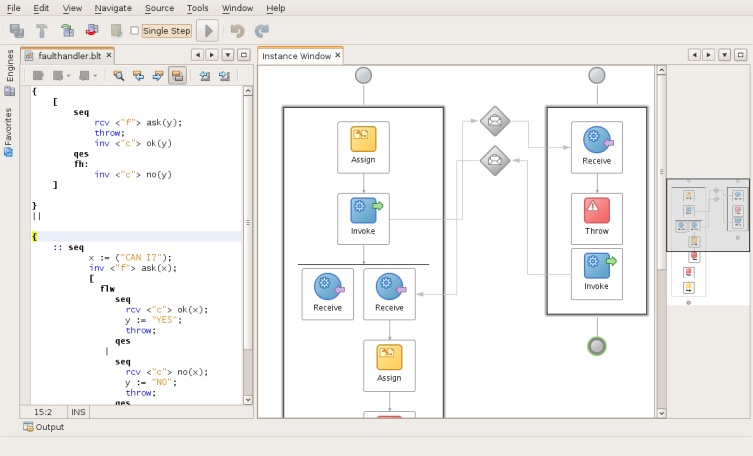 File Edit View Navigate Source Tools Window Help
Single Step
Engines
Favorites
faulthandler.blt
{
[
seq
rcv <"f"> ask(y);
throw;
inv <"c"> ok(y)
qes
fh:
inv <"c"> no(y)
]
}
||
{
:: seq
x := ("CAN I?");
inv <"f"> ask(x);
[
flw
seq
rcv <"c"> ok(x);
y := "YES";
throw;
qes
|
seq
rcv <"c"> no(x);
y := "NO";
throw;
qes
15:2 INS
Output
Instance Window
Assign
Invoke
Receive Receive
Assign
Receive
Throw
Invoke